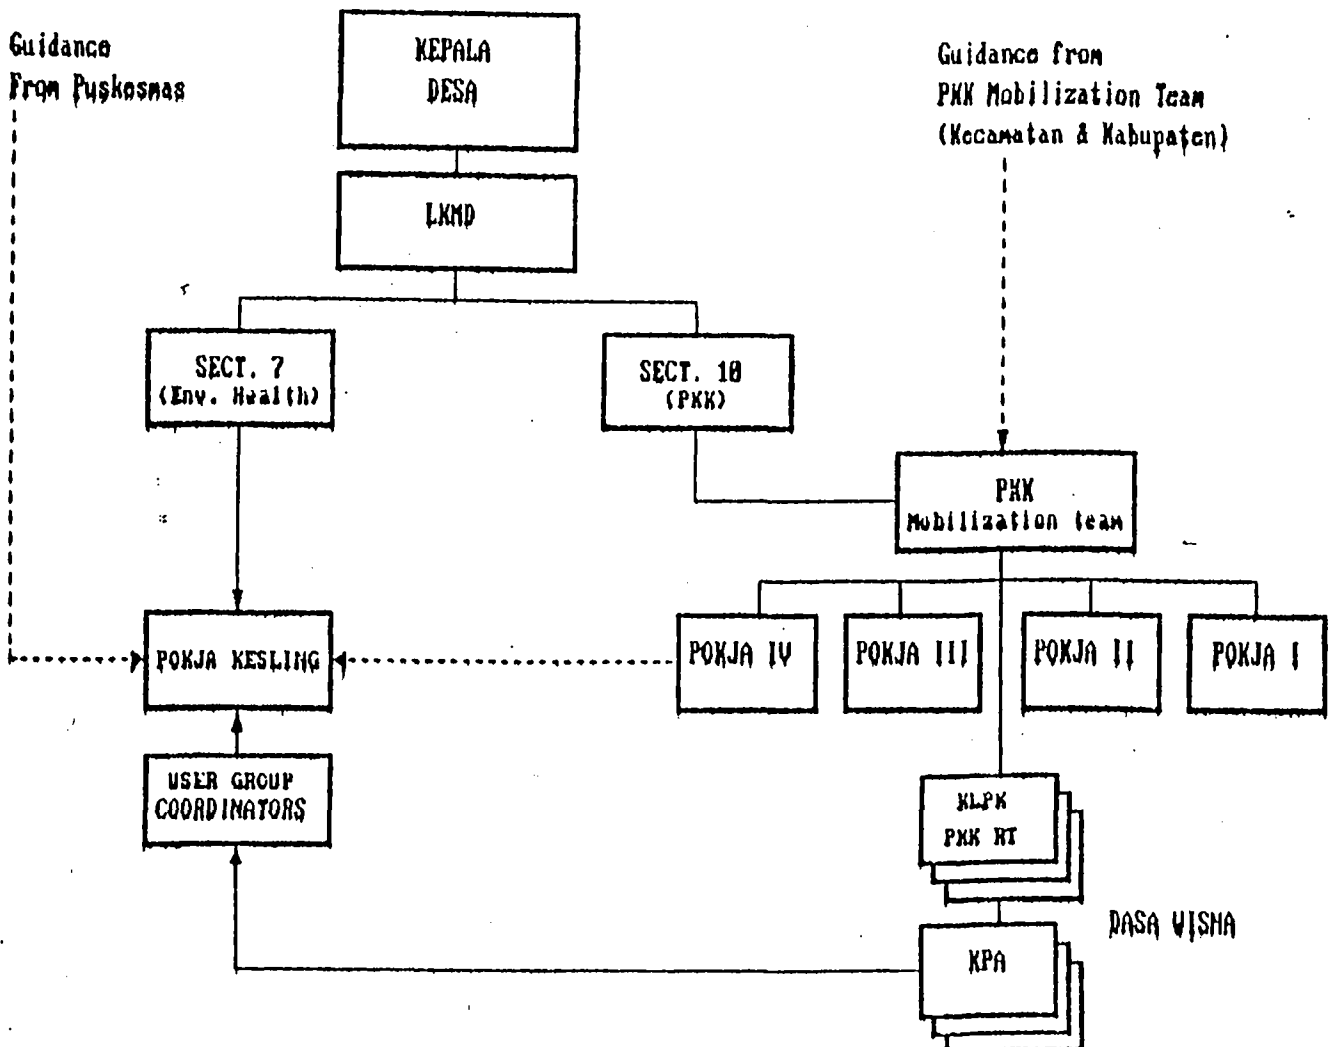 Guidance
From Puskesmas
KEPALA
DESA
Guidance from
PKK Mobilization Team
(Kecamatan & Kabupaten)
LKMD
SECT. 7
(Env. Health)
SECT. 10
(PKK)
PKK
Mobilization team
POKJA KESLING
POKJA IV
POKJA III
POKJA II
POKJA I
USER GROUP
COORDINATORS
KLPK
PKK RT
DASA WISMA
KPA